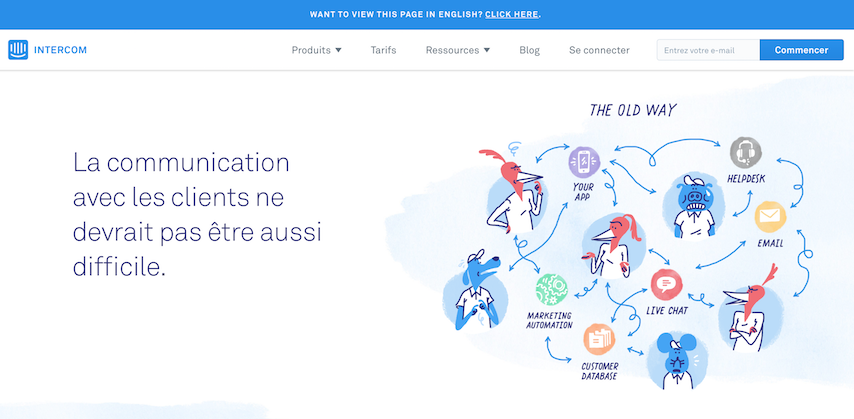 WANT TO VIEW THIS PAGE IN ENGLISH? CLICK HERE.
INTERCOM
Produits
Tarifs
Ressources
Blog
Se connecter
Entrez votre e-mail
Commencer
La communication
avec les clients ne
devrait pas être aussi
difficile.
THE OLD WAY
YOUR
APP
HELPDESK
EMAIL
MARKETING
AUTOMATION
LIVE CHAT
CUSTOMER
DATABASE